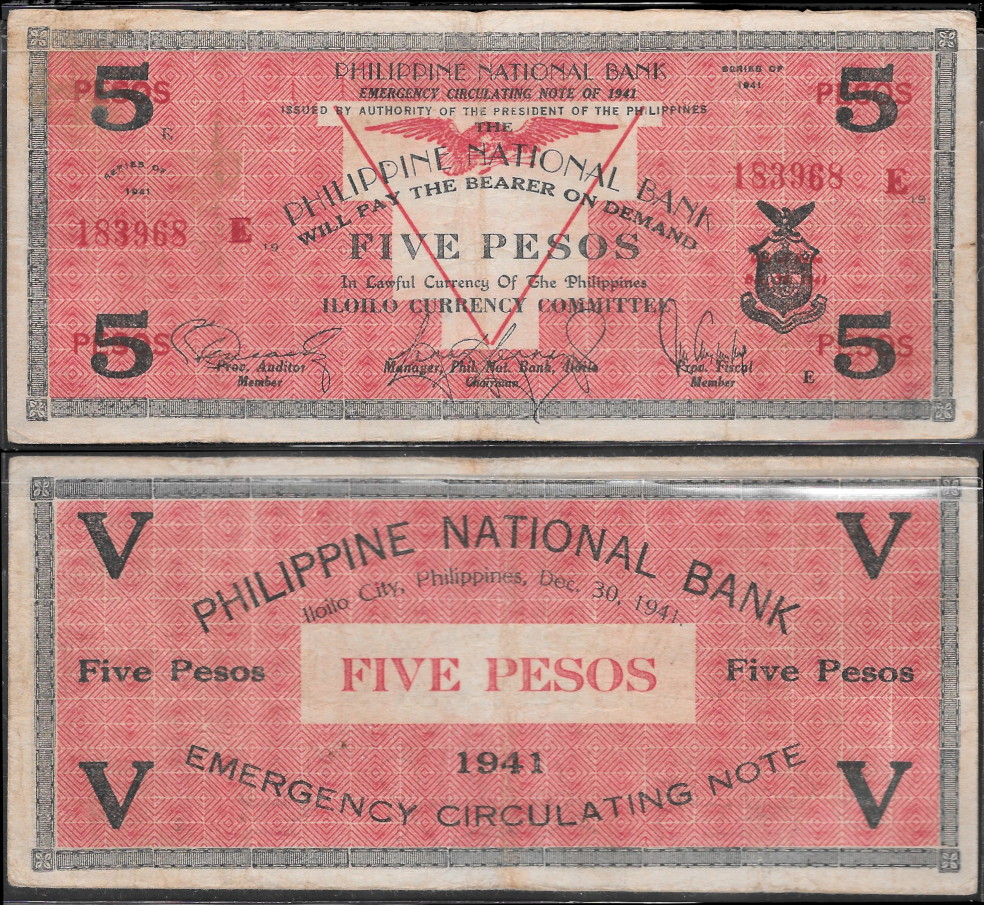 PHILIPPINE NATIONAL BANK
EMERGENCY CIRCULATING NOTE OF 1941
ISSUED BY AUTHORITY OF THE PRESIDENT OF THE PHILIPPINES
SERIES OF
1941
5
PESOS
E
5
PESOS
THE
PHILIPPINE NATIONAL BANK
WILL PAY THE BEARER ON DEMAND
SERIES OF
1941
183968 E 19
183968 E 19
FIVE PESOS
In Lawful Currency Of The Philippines
ILOILO CURRENCY COMMITTEE
5
PESOS
Prov. Auditor
Member
Manager, Phil. Nat. Bank, Iloilo
Chairman
Prov. Fiscal
Member
E
5
PESOS
V
V
PHILIPPINE NATIONAL BANK
Iloilo City, Philippines, Dec. 30, 1941.
Five Pesos
FIVE PESOS
Five Pesos
1941
EMERGENCY CIRCULATING NOTE
V
V